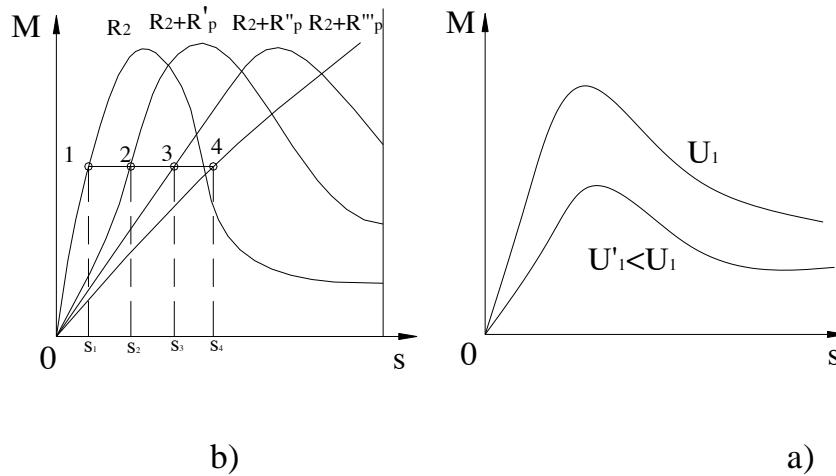 M R₂ R₂+R'ₚ R₂+R"ₚ R₂+R'''ₚ
1 2 3 4
0 s₁ s₂ s₃ s₄ s
b)
M
U₁
U'₁<U₁
0 s
a)